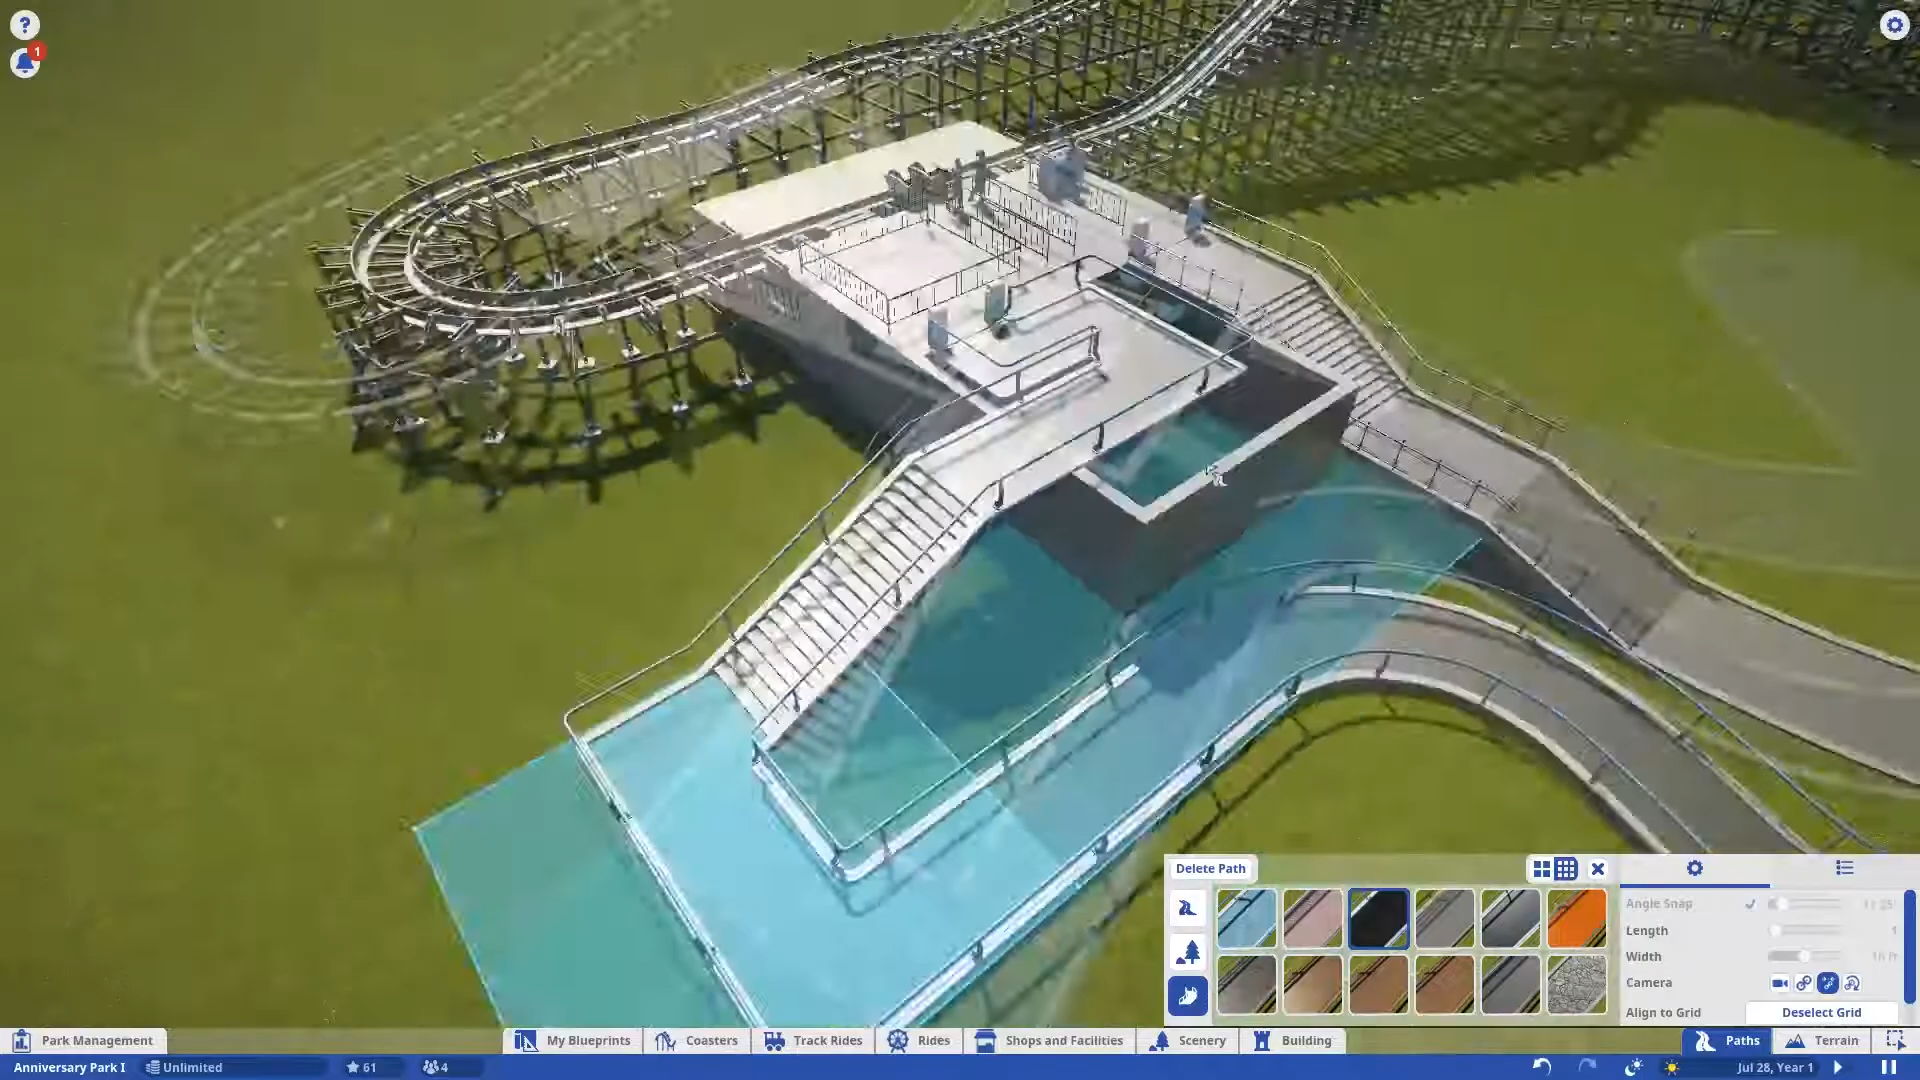 ?
1
Delete Path
Angle Snap
Length 1
Width
Camera
Align to Grid Deselect Grid
Park Management
My Blueprints Coasters Track Rides Rides Shops and Facilities Scenery Building
Paths Terrain
Anniversary Park I Unlimited 61 4
Jul 28, Year 1